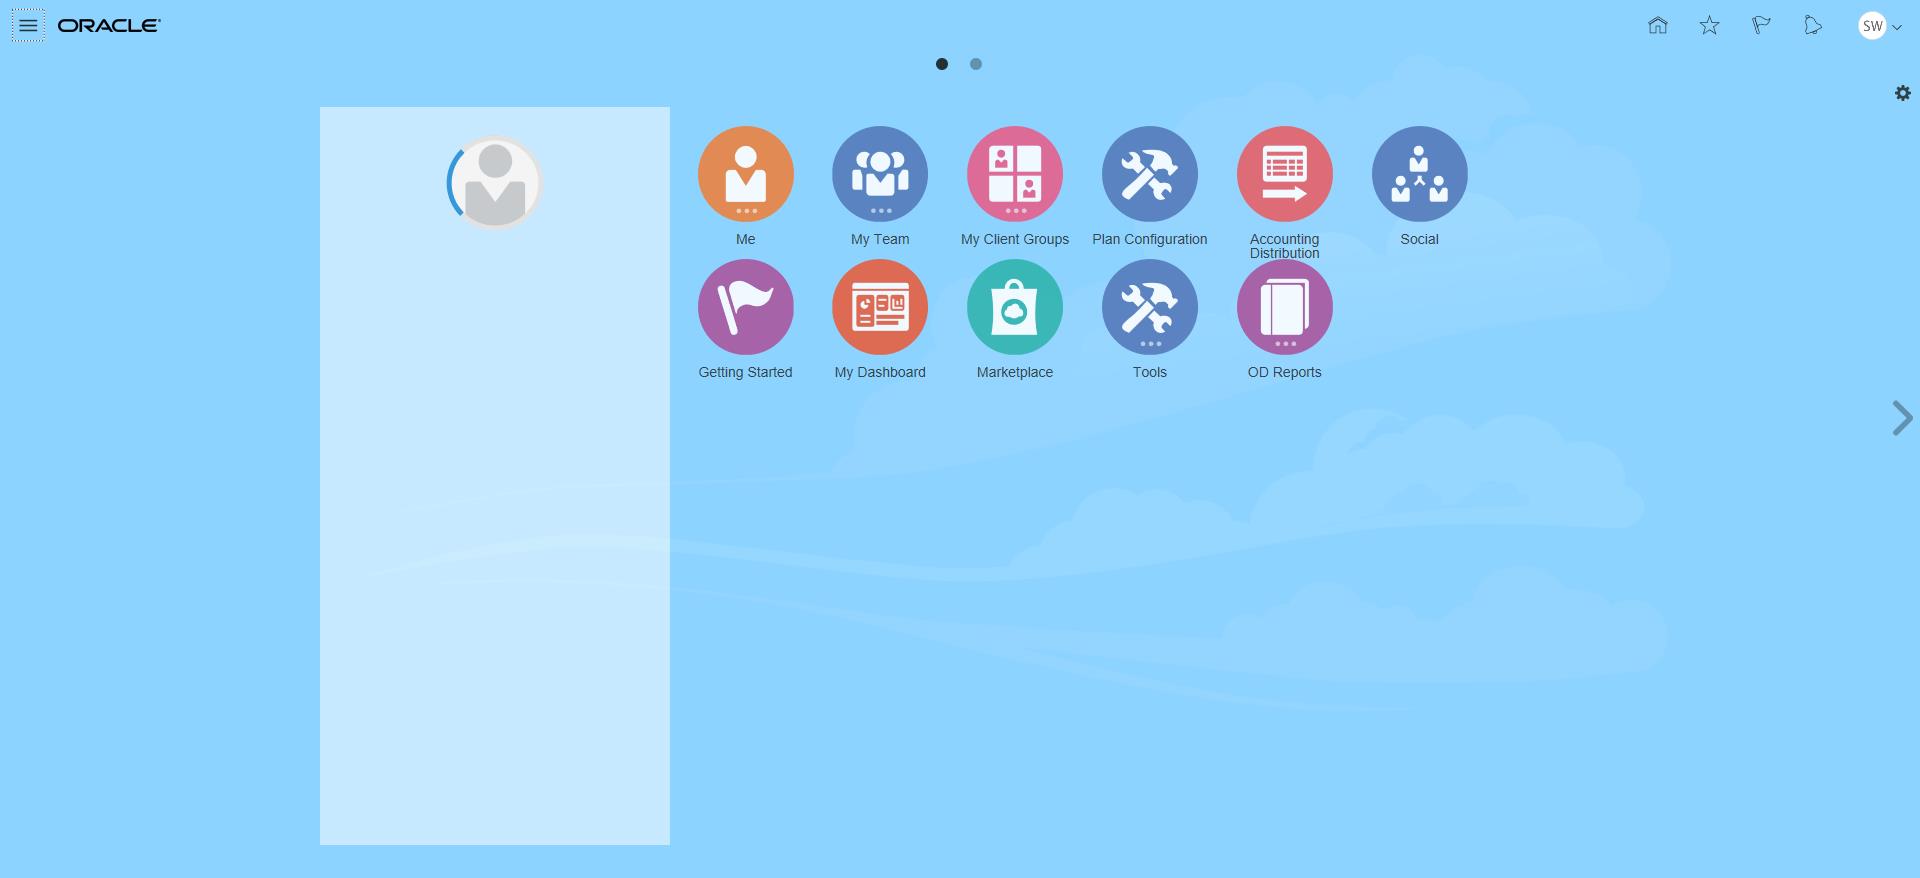 ORACLE
SW
Me
My Team
My Client Groups
Plan Configuration
Accounting
Distribution
Social
Getting Started
My Dashboard
Marketplace
Tools
OD Reports